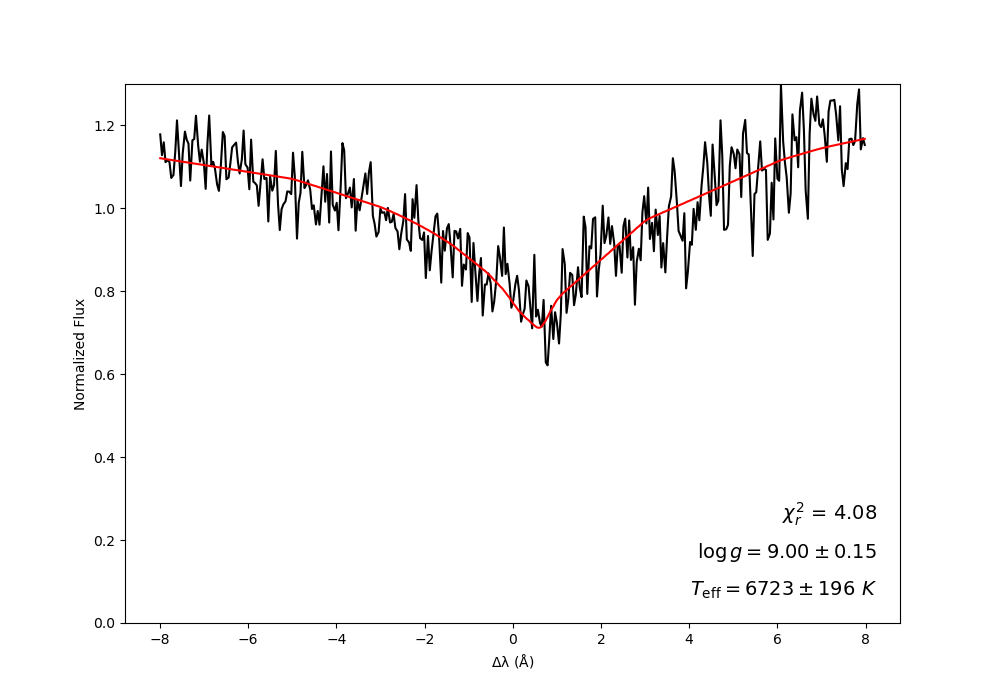 1.2
1.0
0.8
0.6
0.4
0.2
0.0
Normalized Flux
χ²ᵣ = 4.08
log g = 9.00 ± 0.15
T_eff = 6723 ± 196 K
−8 −6 −4 −2 0 2 4 6 8
Δλ (Å)